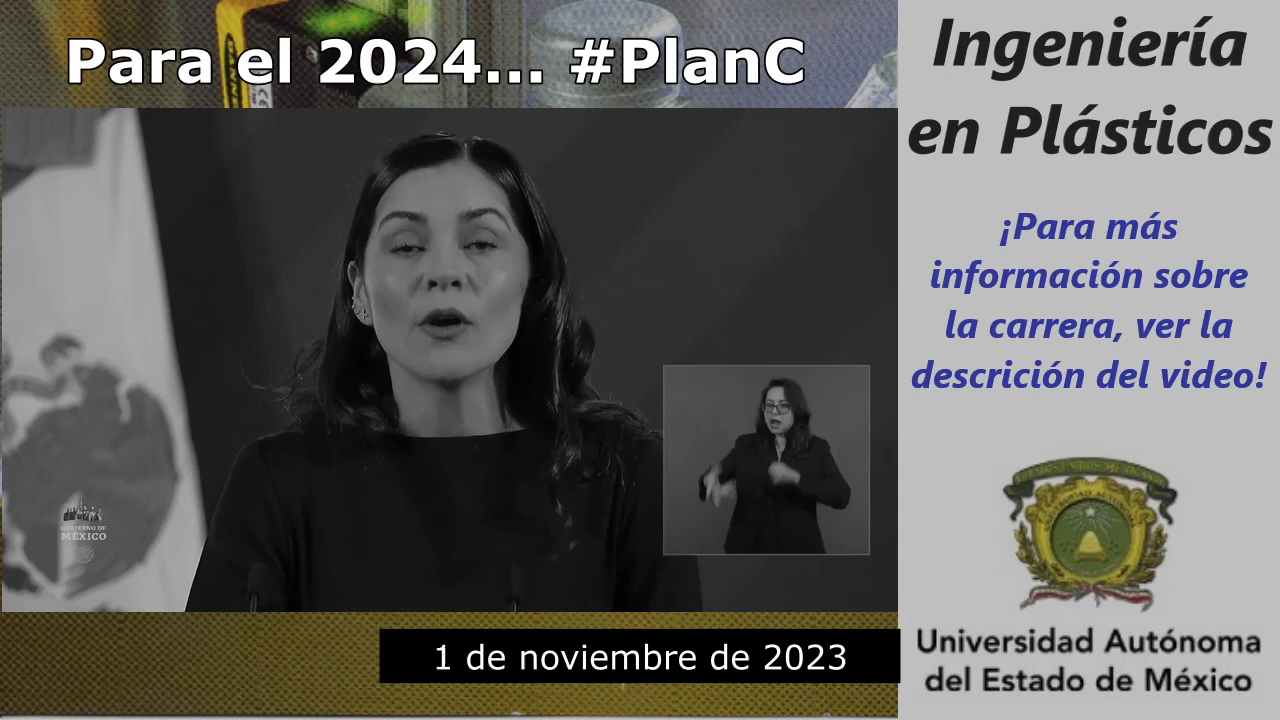 Para el 2024... #PlanC
GOBIERNO DE
MÉXICO
1 de noviembre de 2023
Ingeniería
en Plásticos
¡Para más
información sobre
la carrera, ver la
descrición del video!
Universidad Autónoma
del Estado de México